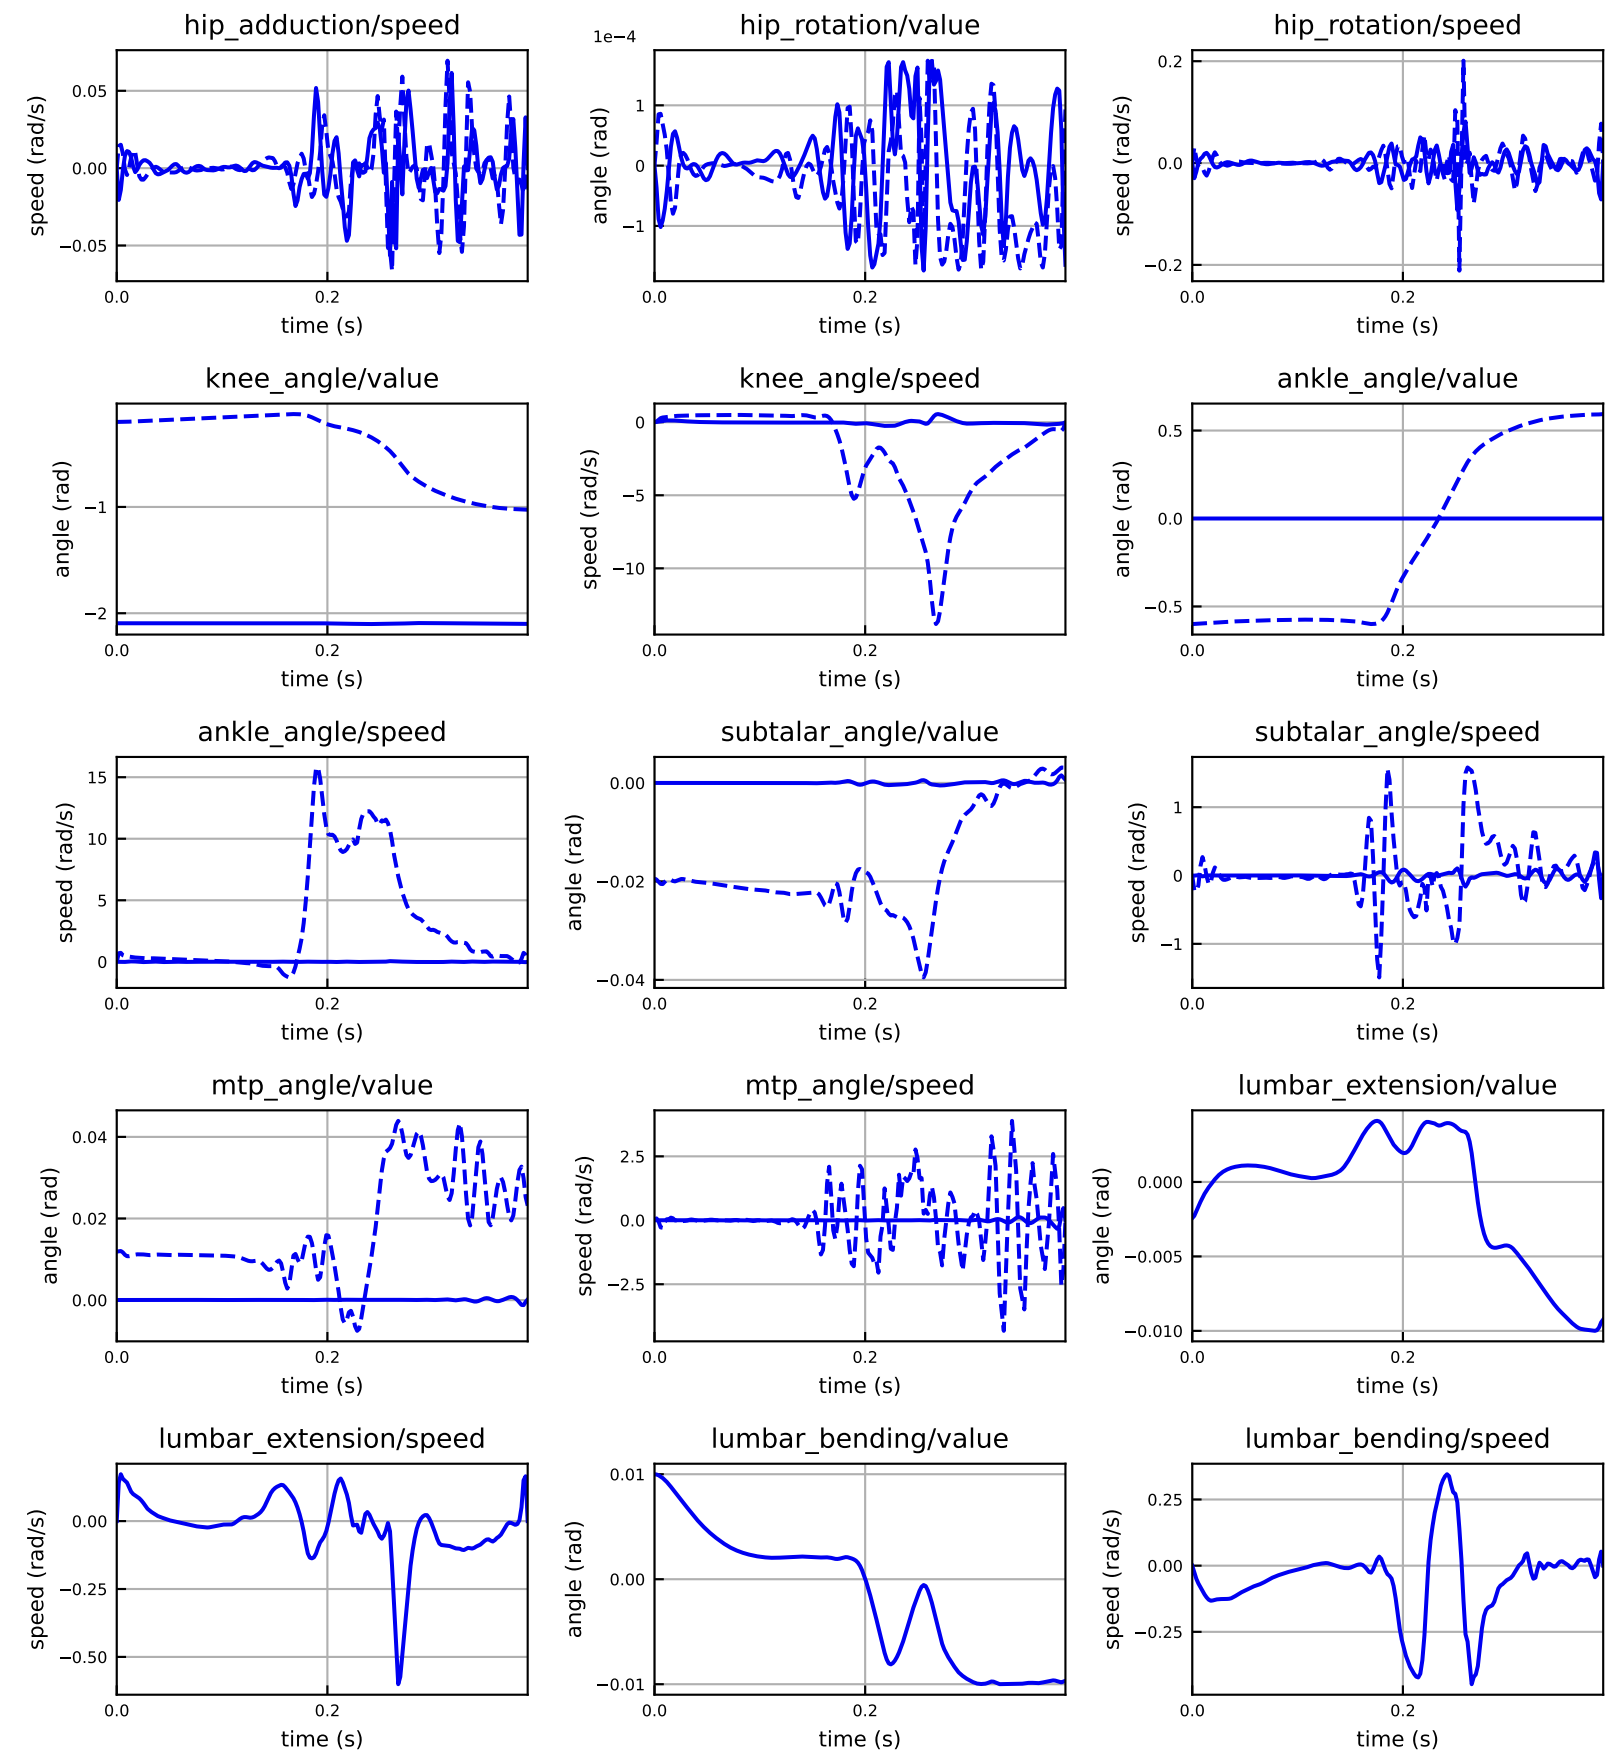 hip_adduction/speed
speed (rad/s)
0.05
0.00
−0.05
0.0
0.2
time (s)
hip_rotation/value
1e−4
angle (rad)
1
0
−1
0.0
0.2
time (s)
hip_rotation/speed
speed (rad/s)
0.2
0.0
−0.2
0.0
0.2
time (s)
knee_angle/value
angle (rad)
−1
−2
0.0
0.2
time (s)
knee_angle/speed
speed (rad/s)
0
−5
−10
0.0
0.2
time (s)
ankle_angle/value
angle (rad)
0.5
0.0
−0.5
0.0
0.2
time (s)
ankle_angle/speed
speed (rad/s)
15
10
5
0
0.0
0.2
time (s)
subtalar_angle/value
angle (rad)
0.00
−0.02
−0.04
0.0
0.2
time (s)
subtalar_angle/speed
speed (rad/s)
1
0
−1
0.0
0.2
time (s)
mtp_angle/value
angle (rad)
0.04
0.02
0.00
0.0
0.2
time (s)
mtp_angle/speed
speed (rad/s)
2.5
0.0
−2.5
0.0
0.2
time (s)
lumbar_extension/value
angle (rad)
0.000
−0.005
−0.010
0.0
0.2
time (s)
lumbar_extension/speed
speed (rad/s)
0.00
−0.25
−0.50
0.0
0.2
time (s)
lumbar_bending/value
angle (rad)
0.01
0.00
−0.01
0.0
0.2
time (s)
lumbar_bending/speed
speed (rad/s)
0.25
0.00
−0.25
0.0
0.2
time (s)